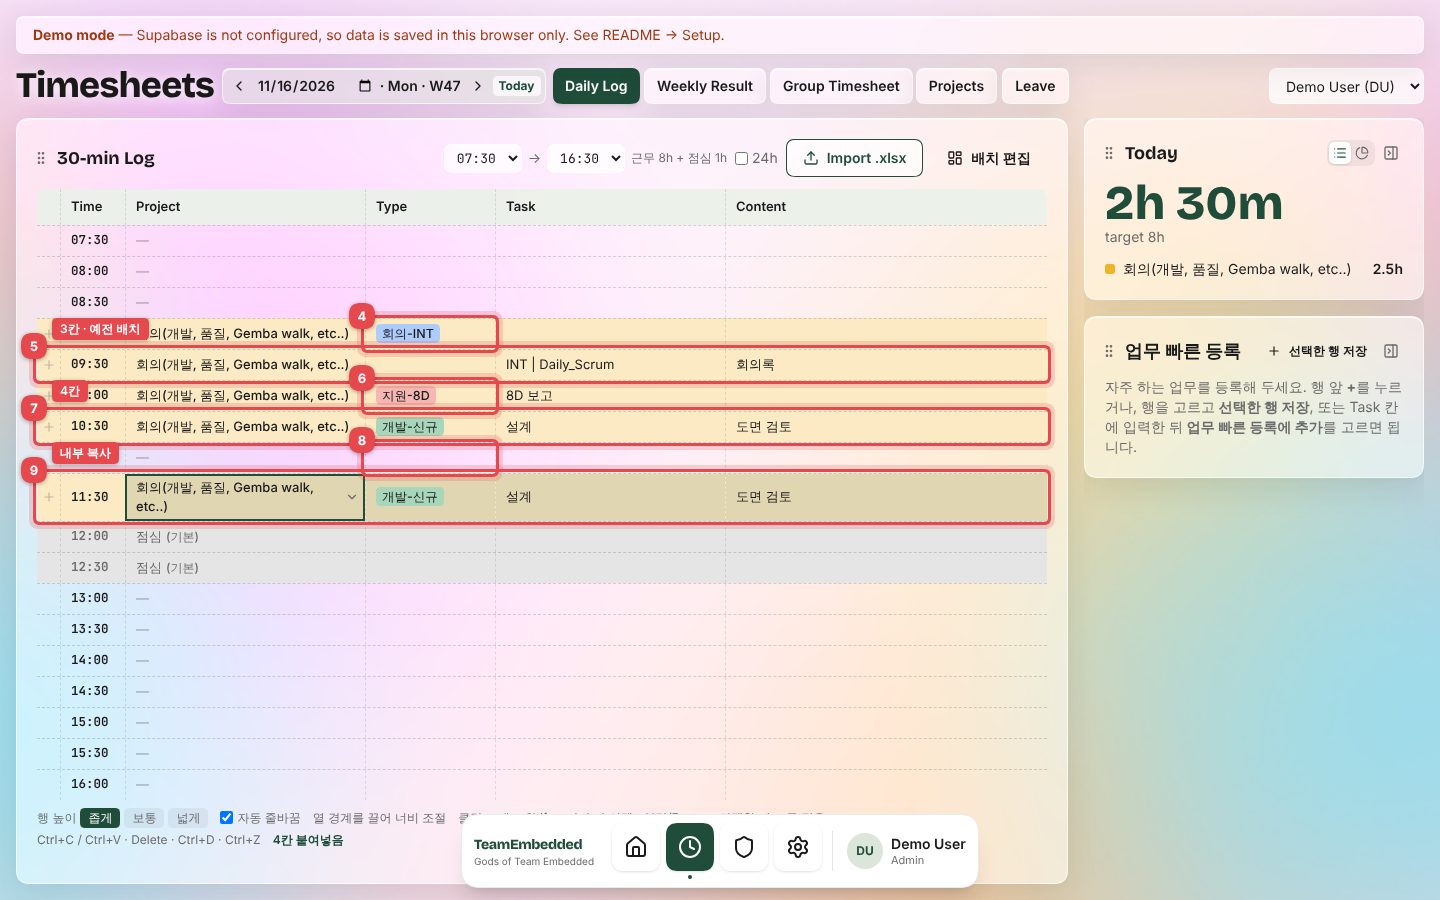 Demo mode — Supabase is not configured, so data is saved in this browser only. See README → Setup.
Timesheets
11/16/2026 · Mon · W47 Today
Daily Log
Weekly Result
Group Timesheet
Projects
Leave
Demo User (DU)
30-min Log
07:30 → 16:30 근무 8h + 점심 1h 24h
Import .xlsx
배치 편집
Time Project Type Task Content
07:30 —
08:00 —
08:30 —
3칸 · 예전 배치
4
회의(개발, 품질, Gemba walk, etc..) 회의-INT
5
09:30 회의(개발, 품질, Gemba walk, etc..) INT | Daily_Scrum 회의록
4칸
6
:00 회의(개발, 품질, Gemba walk, etc..) 지원-8D 8D 보고
7
10:30 회의(개발, 품질, Gemba walk, etc..) 개발-신규 설계 도면 검토
내부 복사
8
—
9
11:30 회의(개발, 품질, Gemba walk, etc..) 개발-신규 설계 도면 검토
12:00 점심 (기본)
12:30 점심 (기본)
13:00 —
13:30 —
14:00 —
14:30 —
15:00 —
15:30 —
16:00 —
행 높이 좁게 보통 넓게 자동 줄바꿈 열 경계를 끌어 너비 조절
Ctrl+C / Ctrl+V · Delete · Ctrl+D · Ctrl+Z 4칸 붙여넣음
Today
2h 30m
target 8h
회의(개발, 품질, Gemba walk, etc..) 2.5h
업무 빠른 등록
+ 선택한 행 저장
자주 하는 업무를 등록해 두세요. 행 앞 +를 누르
거나, 행을 고르고 선택한 행 저장, 또는 Task 칸
에 입력한 뒤 업무 빠른 등록에 추가를 고르면 됩
니다.
TeamEmbedded
Gods of Team Embedded
DU
Demo User
Admin